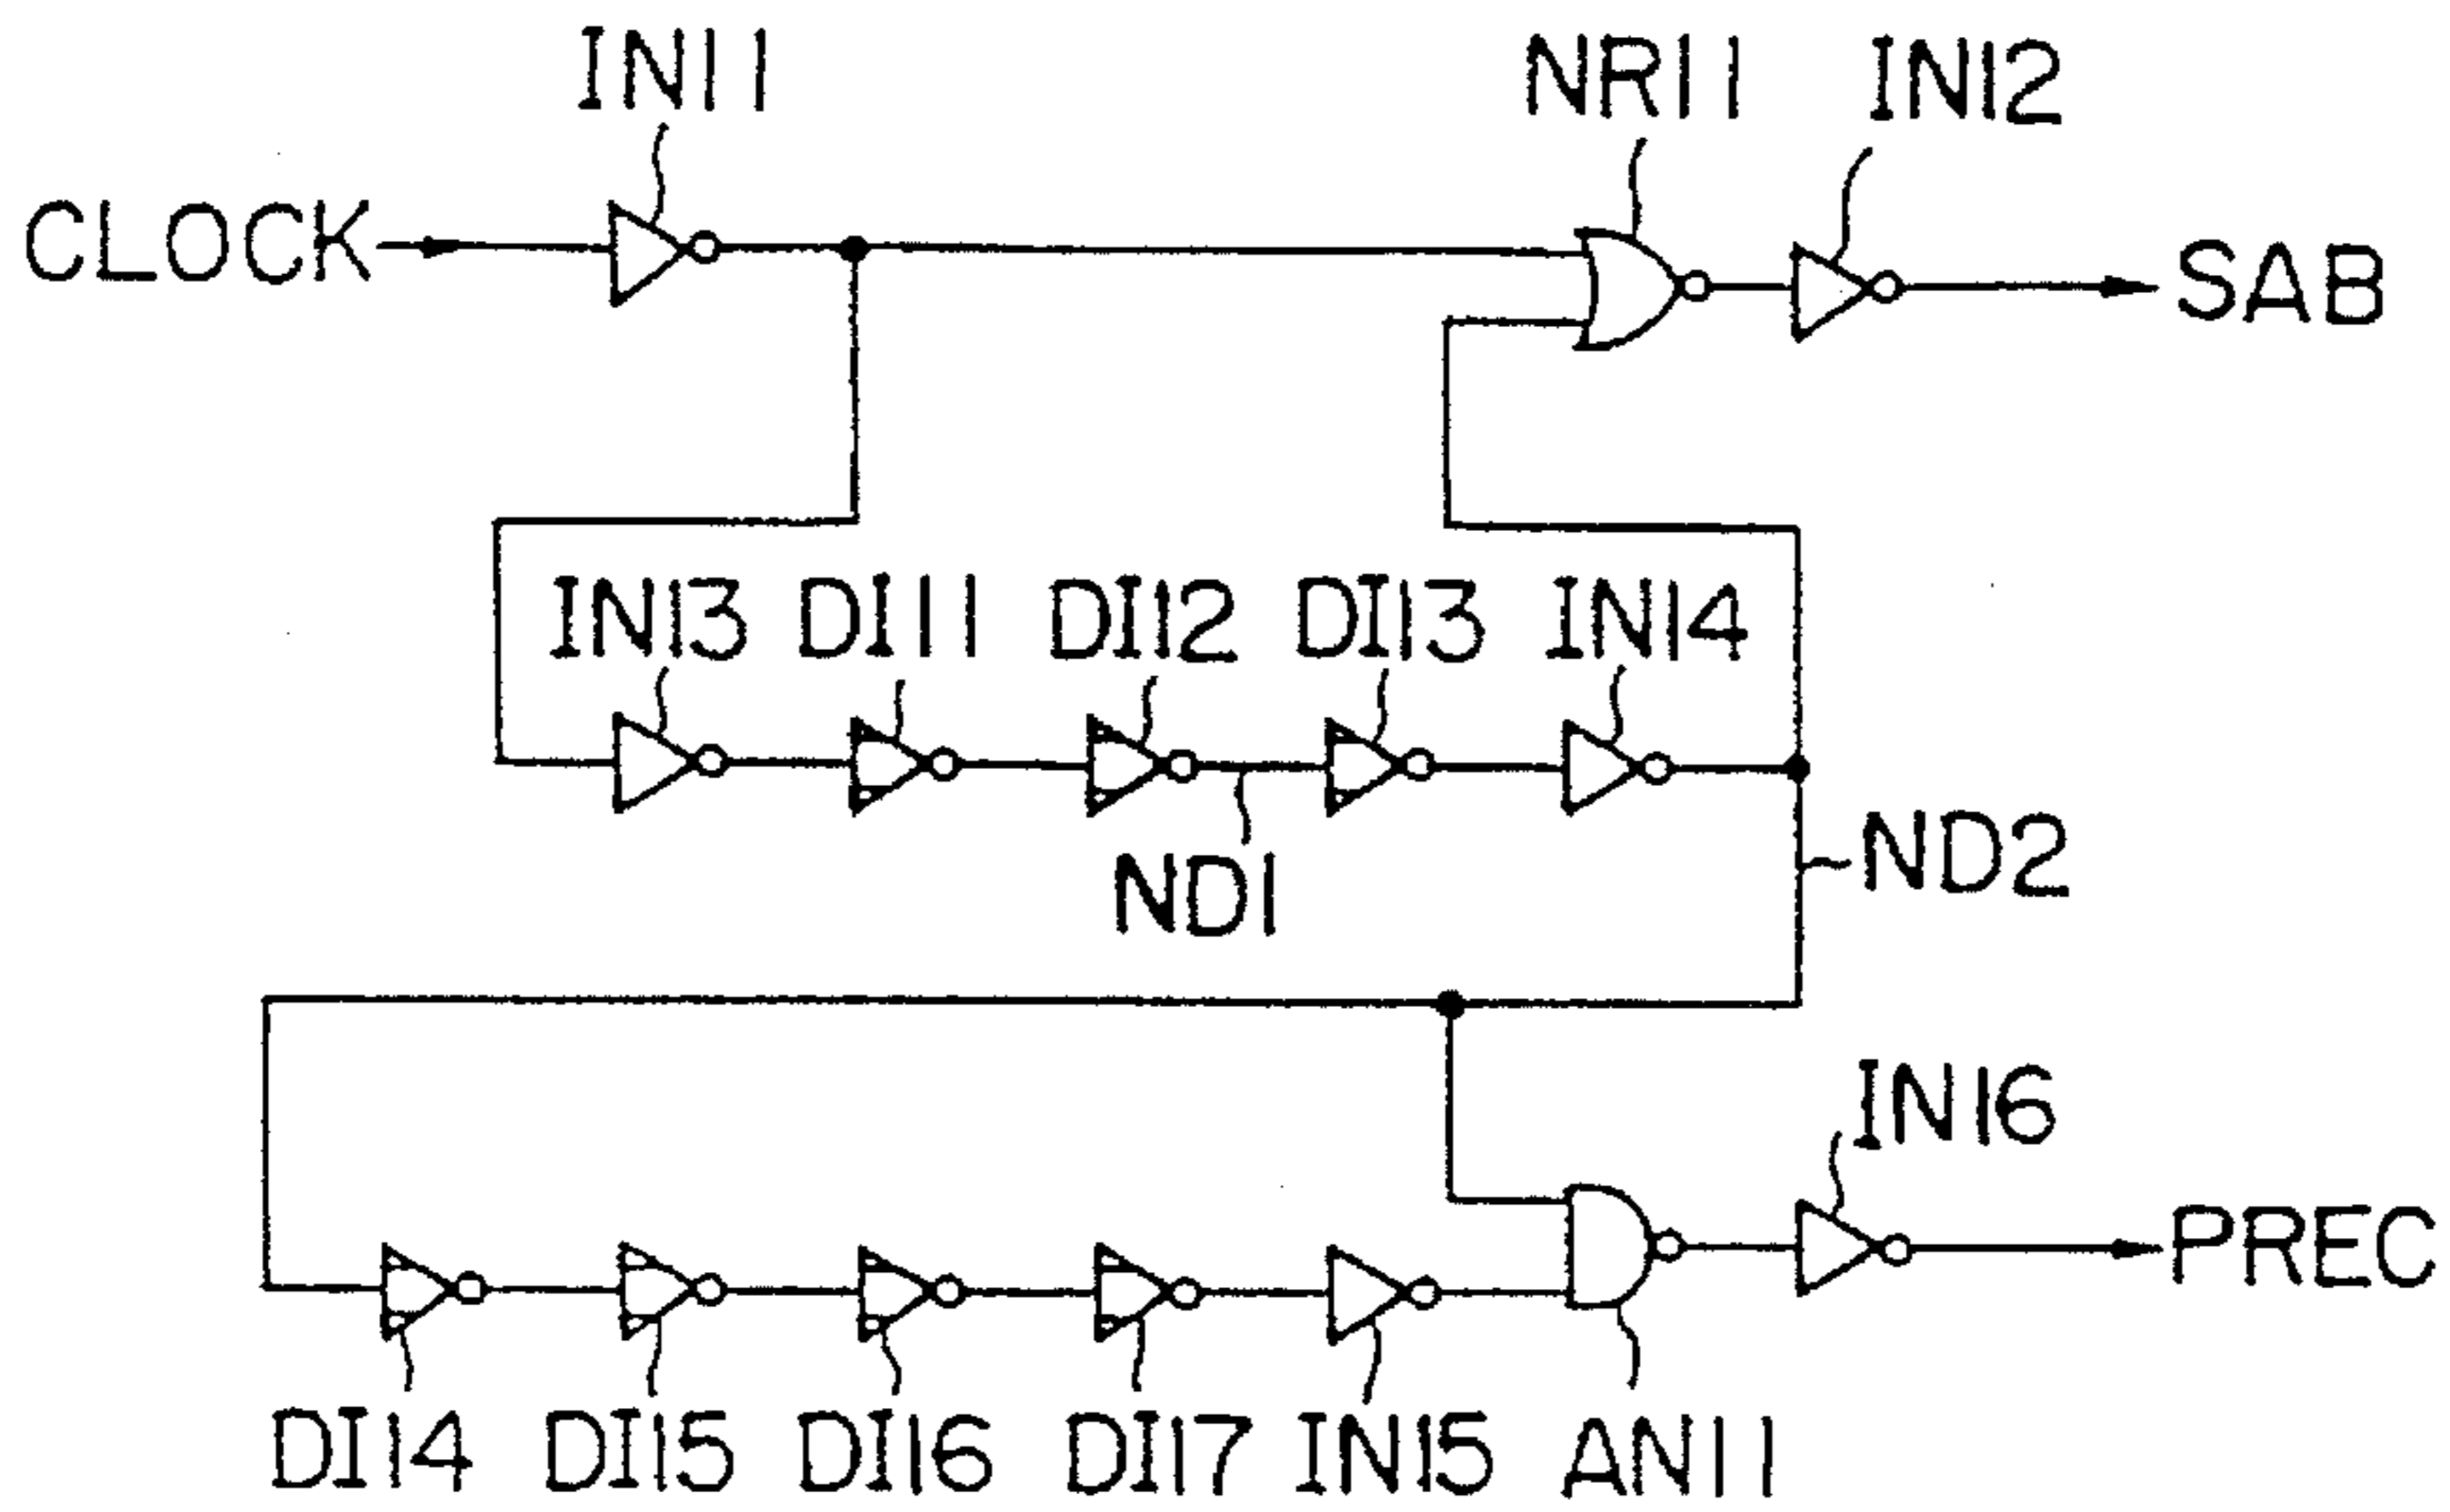 IN11
NR11
IN12
CLOCK
SAB
IN13
DI11
DI12
DI13
IN14
ND1
ND2
IN16
PREC
DI14
DI15
DI16
DI17
IN15
AN11